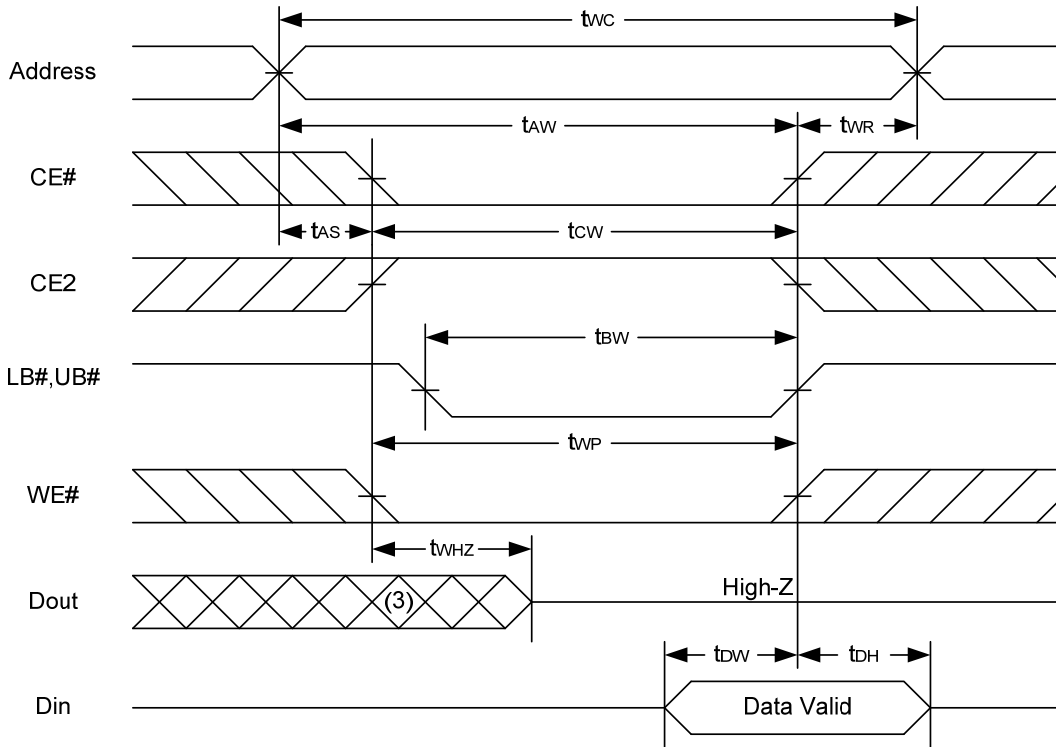 tWC
Address
tAW
tWR
CE#
tAS
tCW
CE2
tBW
LB#,UB#
tWP
WE#
tWHZ
Dout
(3)
High-Z
tDW
tDH
Din
Data Valid